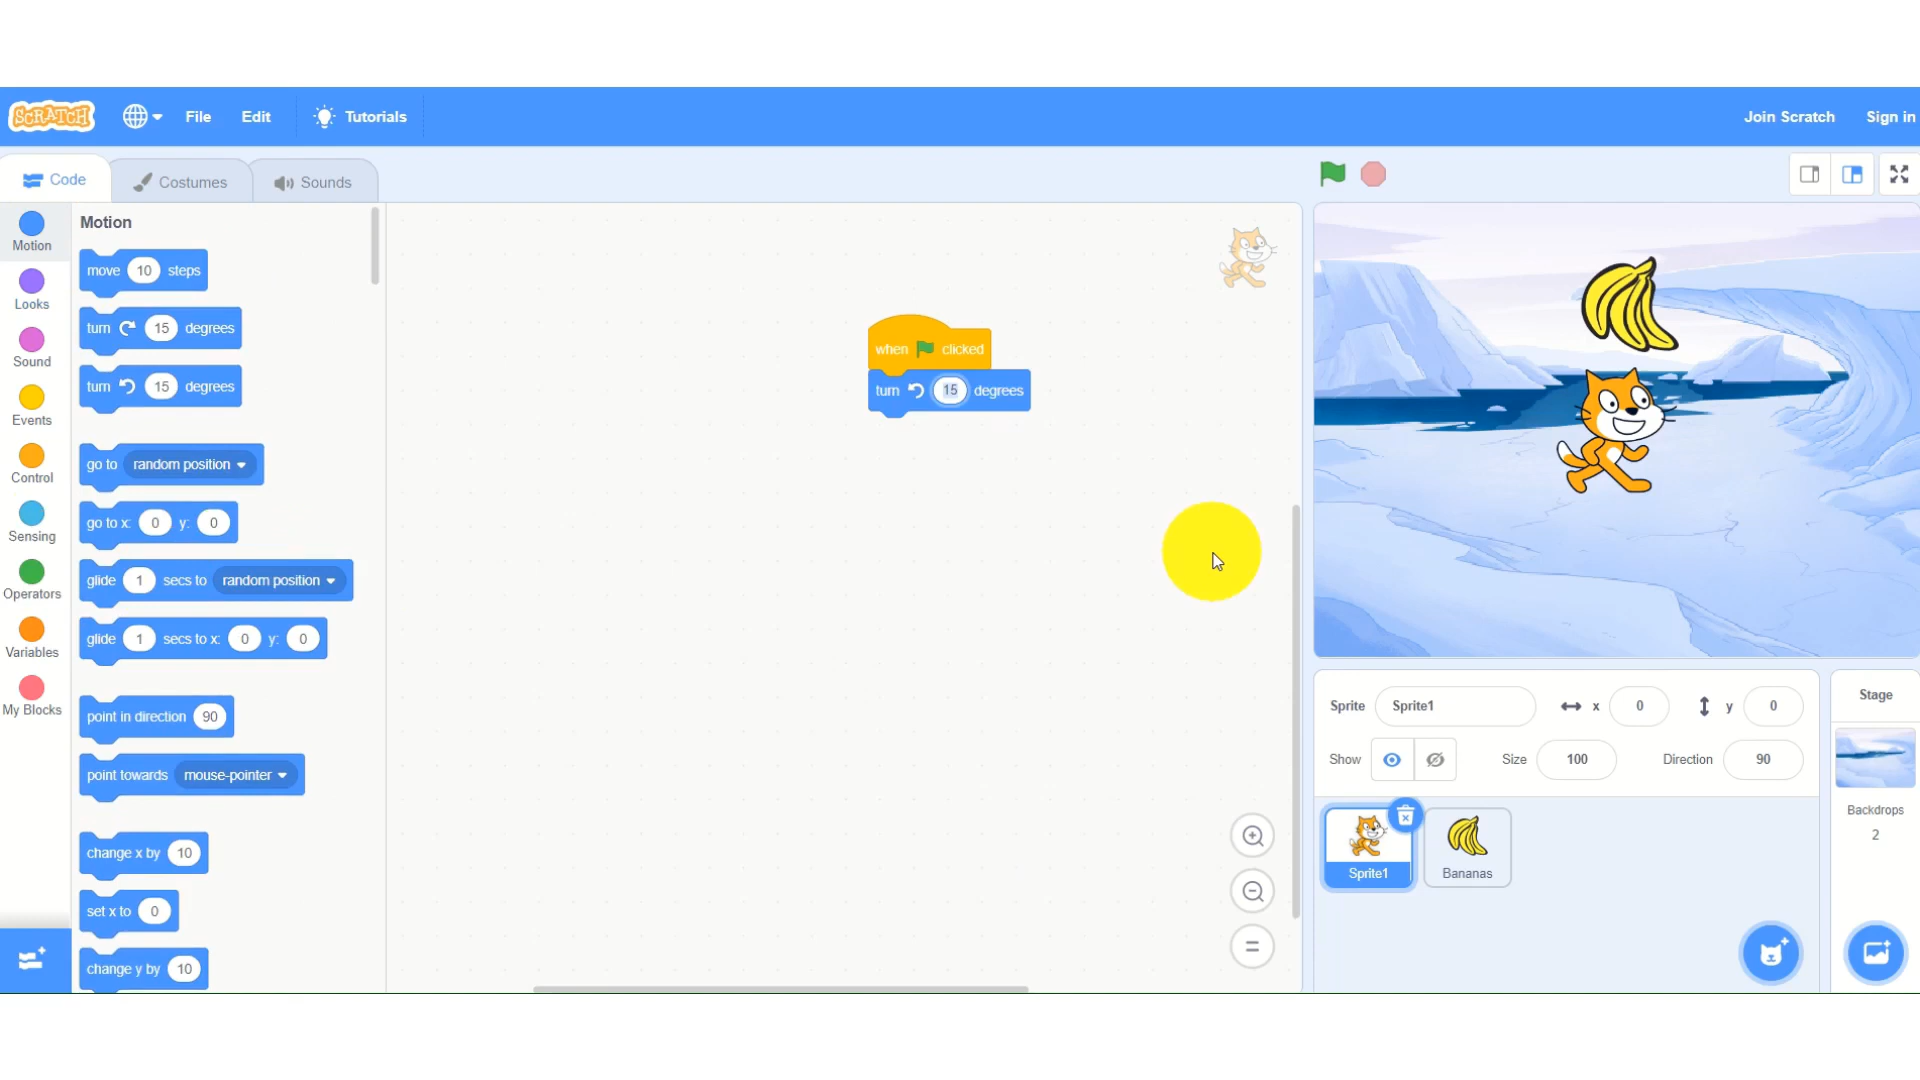 SCRATCH File Edit Tutorials Join Scratch Sign in
Code Costumes Sounds
Motion
Looks
Sound
Events
Control
Sensing
Operators
Variables
My Blocks
Motion
move 10 steps
turn 15 degrees
turn 15 degrees
go to random position
go to x: 0 y: 0
glide 1 secs to random position
glide 1 secs to x: 0 y: 0
point in direction 90
point towards mouse-pointer
change x by 10
set x to 0
change y by 10
when clicked
turn 15 degrees
Sprite Sprite1 x 0 y 0
Show Size 100 Direction 90
Sprite1
Bananas
Stage
Backdrops
2